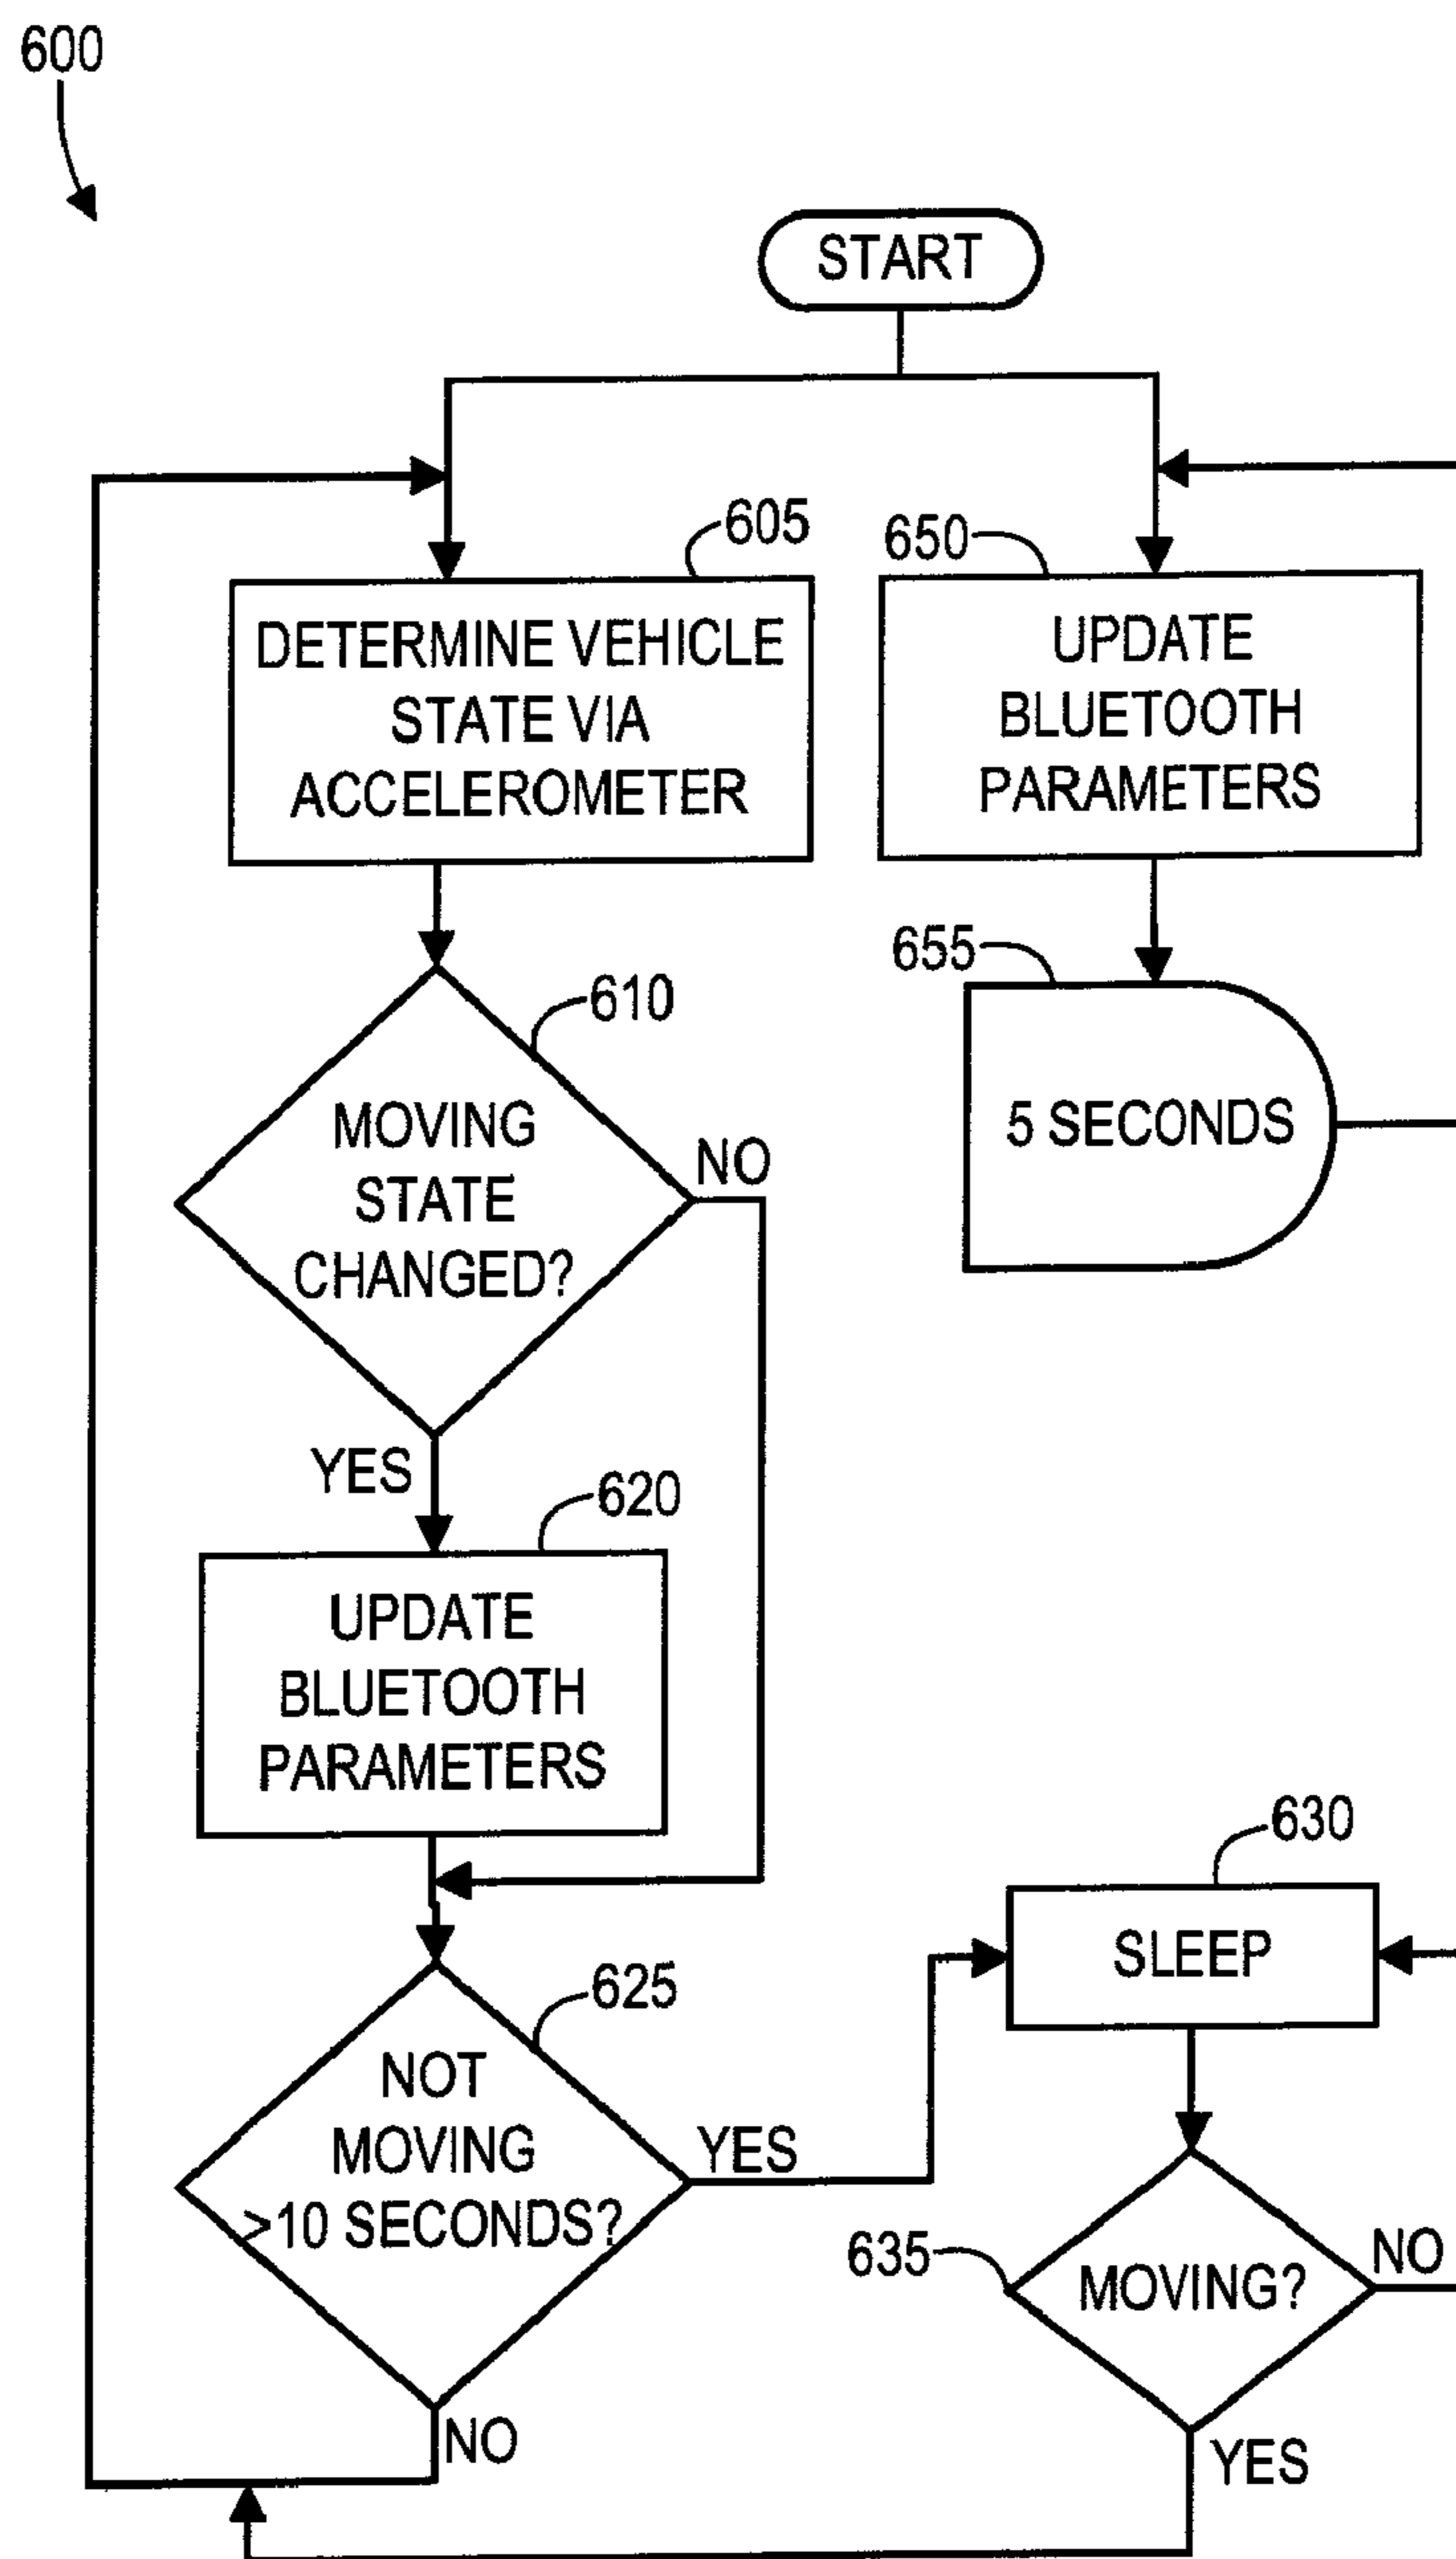 600
START
605
DETERMINE VEHICLE
STATE VIA
ACCELEROMETER
650
UPDATE
BLUETOOTH
PARAMETERS
655
5 SECONDS
610
MOVING
STATE
CHANGED?
NO
YES
620
UPDATE
BLUETOOTH
PARAMETERS
625
NOT
MOVING
>10 SECONDS?
YES
NO
630
SLEEP
635
MOVING?
NO
YES